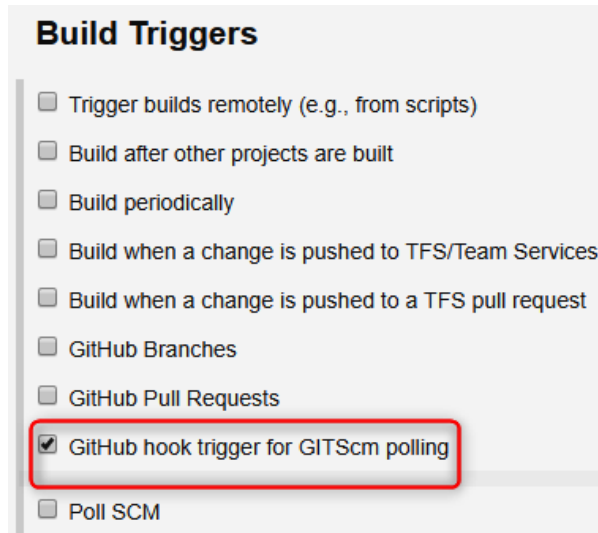 Build Triggers
Trigger builds remotely (e.g., from scripts)
Build after other projects are built
Build periodically
Build when a change is pushed to TFS/Team Services
Build when a change is pushed to a TFS pull request
GitHub Branches
GitHub Pull Requests
GitHub hook trigger for GITScm polling
Poll SCM